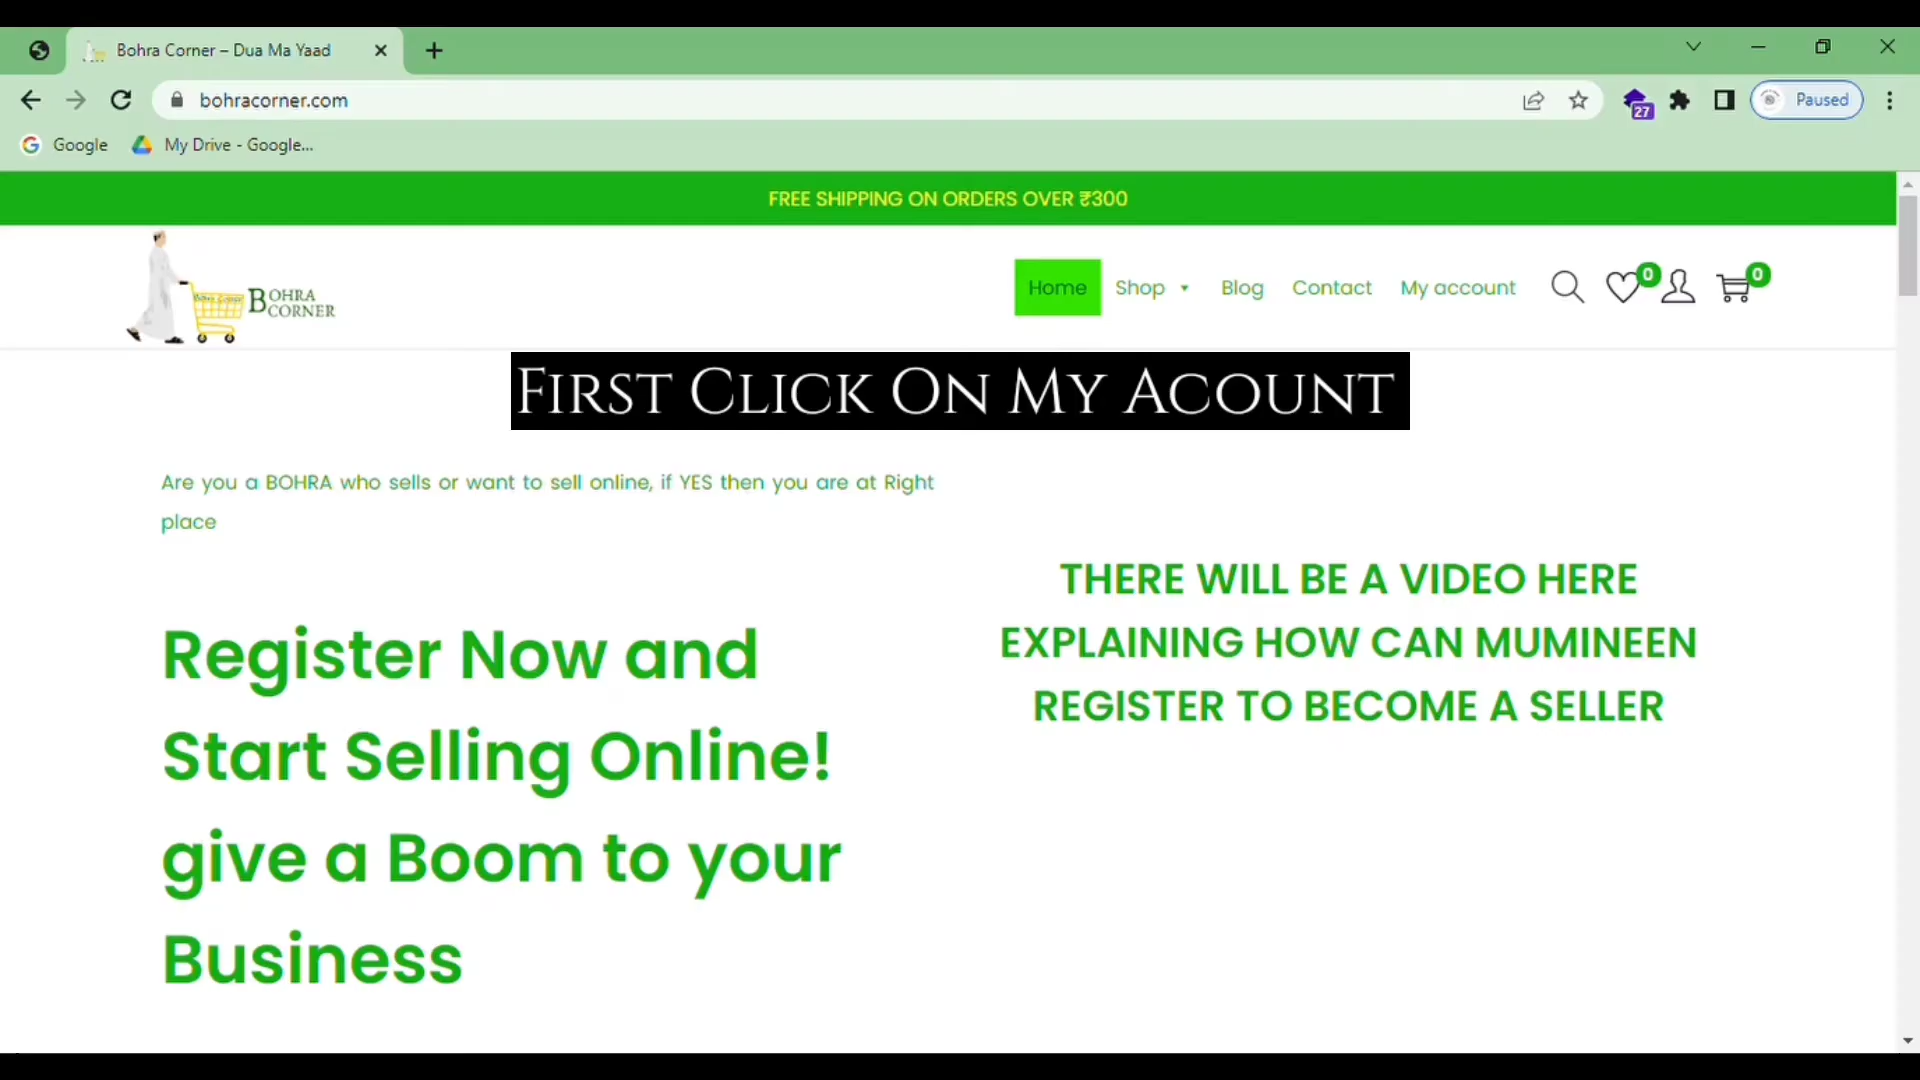 Bohra Corner – Dua Ma Yaad
bohracorner.com
27
Paused
Google
My Drive - Google...
FREE SHIPPING ON ORDERS OVER ₹300
BOHRA
CORNER
Home
Shop
Blog
Contact
My account
0
0
First Click On My Acount
Are you a BOHRA who sells or want to sell online, if YES then you are at Right
place
THERE WILL BE A VIDEO HERE
EXPLAINING HOW CAN MUMINEEN
REGISTER TO BECOME A SELLER
Register Now and
Start Selling Online!
give a Boom to your
Business